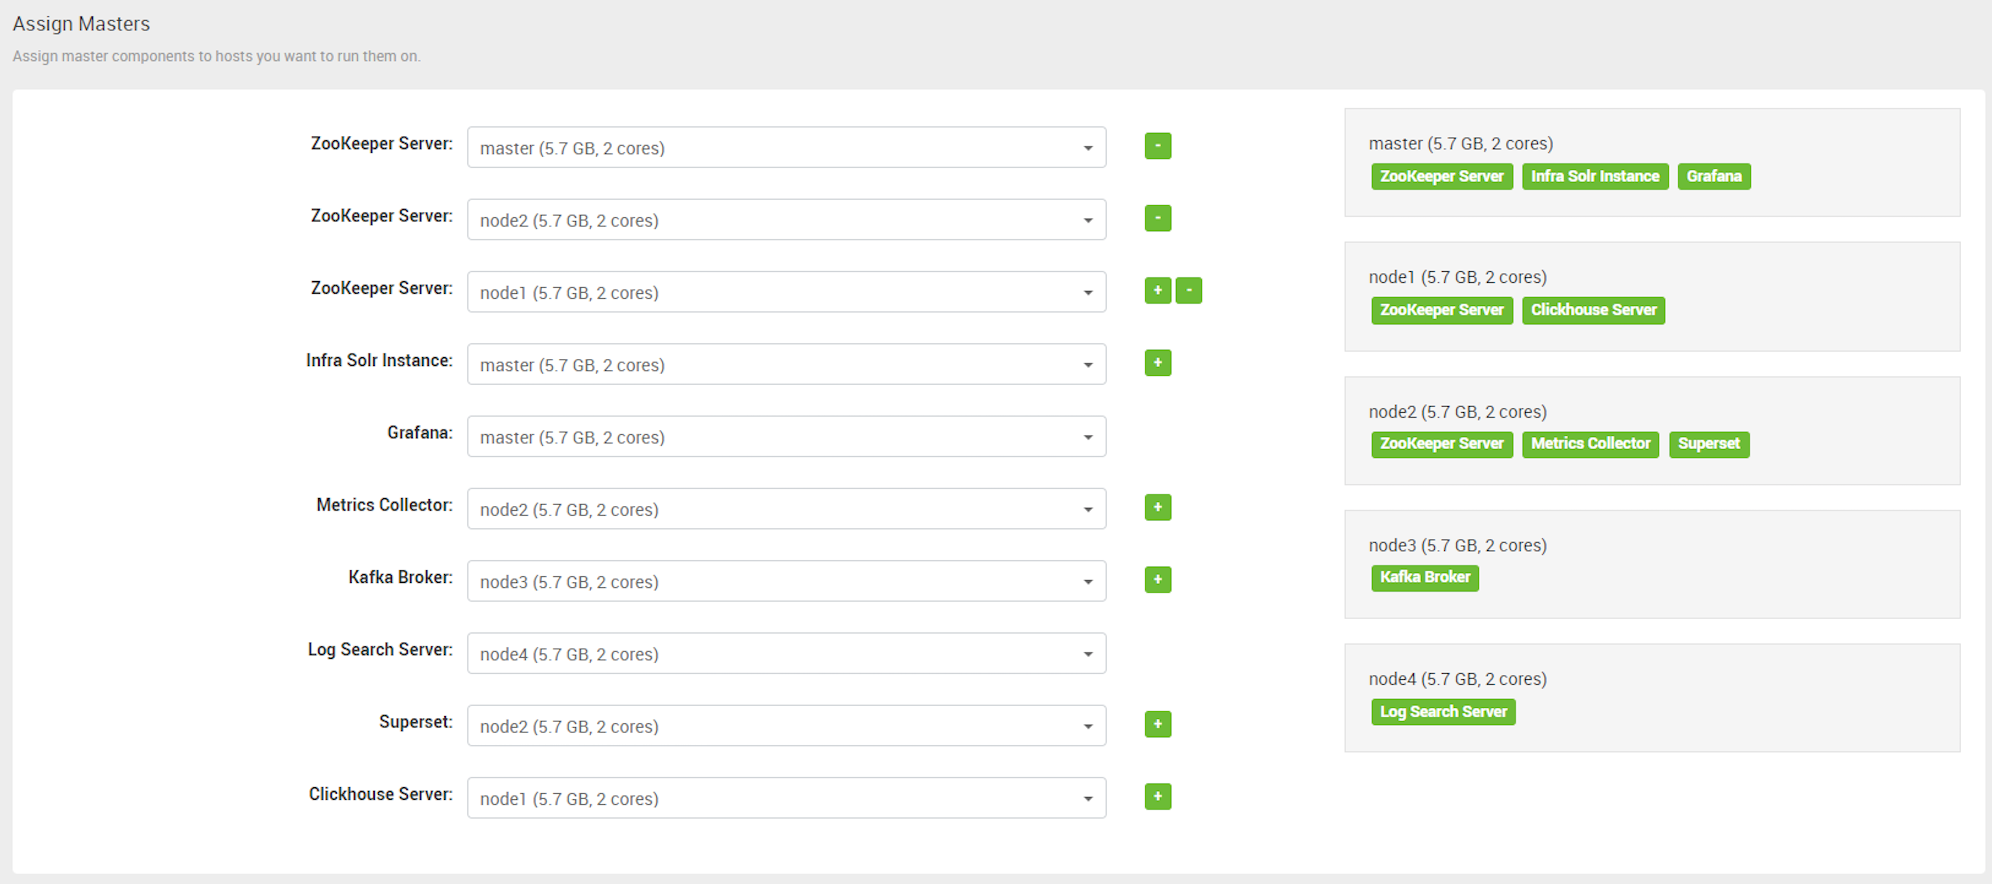 Assign Masters
Assign master components to hosts you want to run them on.
ZooKeeper Server: master (5.7 GB, 2 cores) -
ZooKeeper Server: node2 (5.7 GB, 2 cores) -
ZooKeeper Server: node1 (5.7 GB, 2 cores) + -
Infra Solr Instance: master (5.7 GB, 2 cores) +
Grafana: master (5.7 GB, 2 cores)
Metrics Collector: node2 (5.7 GB, 2 cores) +
Kafka Broker: node3 (5.7 GB, 2 cores) +
Log Search Server: node4 (5.7 GB, 2 cores)
Superset: node2 (5.7 GB, 2 cores) +
Clickhouse Server: node1 (5.7 GB, 2 cores) +
master (5.7 GB, 2 cores)
ZooKeeper Server Infra Solr Instance Grafana
node1 (5.7 GB, 2 cores)
ZooKeeper Server Clickhouse Server
node2 (5.7 GB, 2 cores)
ZooKeeper Server Metrics Collector Superset
node3 (5.7 GB, 2 cores)
Kafka Broker
node4 (5.7 GB, 2 cores)
Log Search Server